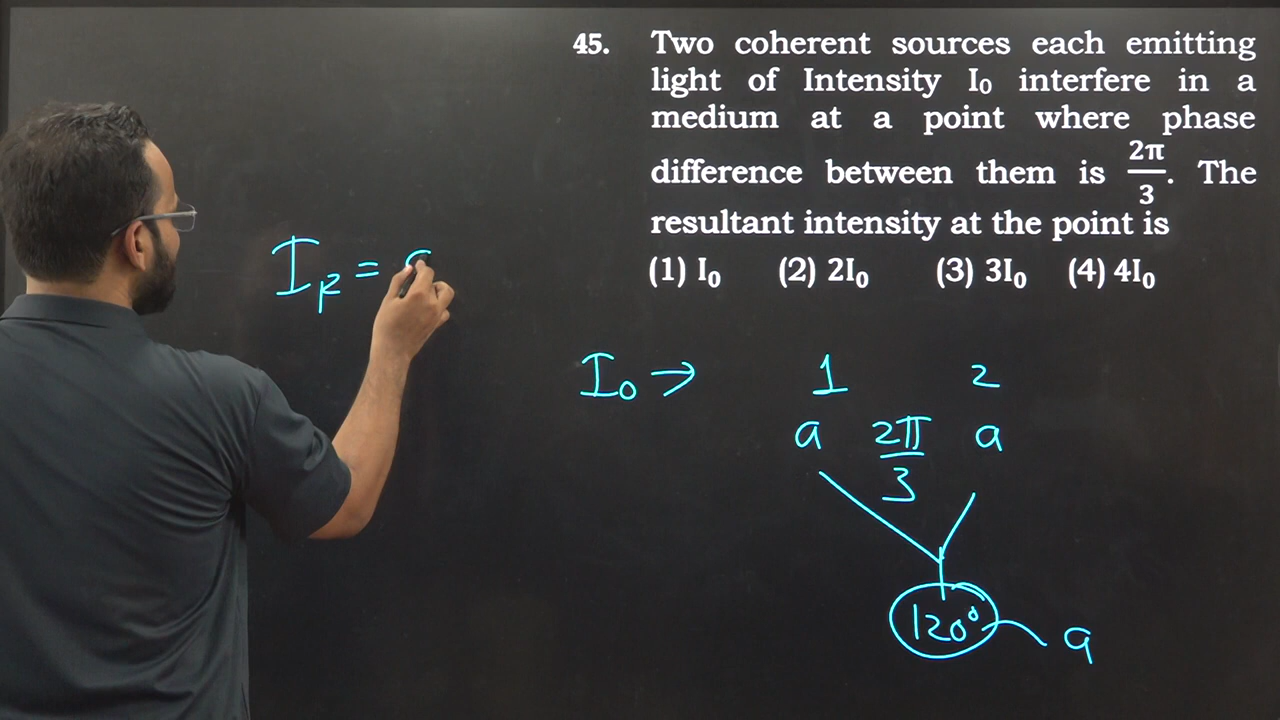 45. Two coherent sources each emitting
light of Intensity I₀ interfere in a
medium at a point where phase
difference between them is 2π/3. The
resultant intensity at the point is
(1) I₀ (2) 2I₀ (3) 3I₀ (4) 4I₀
I_R =
I₀ → 1 2
a 2π/3 a
120°
a